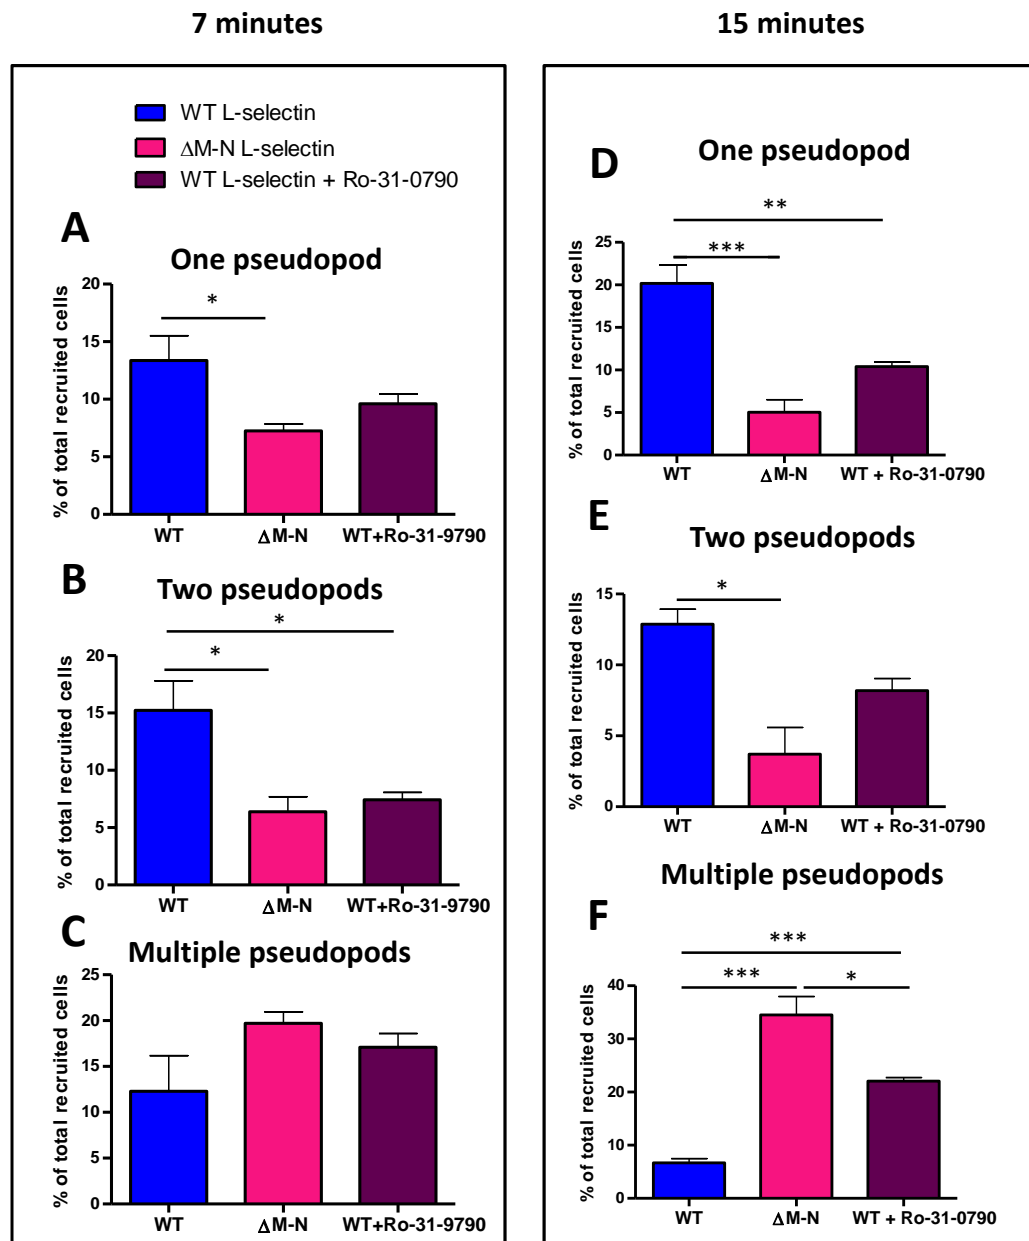 7 minutes
WT L-selectin
ΔM-N L-selectin
WT L-selectin + Ro-31-0790
A
One pseudopod
% of total recruited cells
20
15
10
5
0
*
WT
ΔM-N
WT+Ro-31-9790
B
Two pseudopods
% of total recruited cells
20
15
10
5
0
*
*
WT
ΔM-N
WT+Ro-31-9790
C
Multiple pseudopods
% of total recruited cells
25
20
15
10
5
0
WT
ΔM-N
WT+Ro-31-9790
15 minutes
D
One pseudopod
% of total recruited cells
25
20
15
10
5
0
**
***
WT
ΔM-N
WT + Ro-31-0790
E
Two pseudopods
% of total recruited cells
15
10
5
0
*
WT
ΔM-N
WT + Ro-31-0790
F
Multiple pseudopods
% of total recruited cells
40
30
20
10
0
***
***
*
WT
ΔM-N
WT + Ro-31-0790